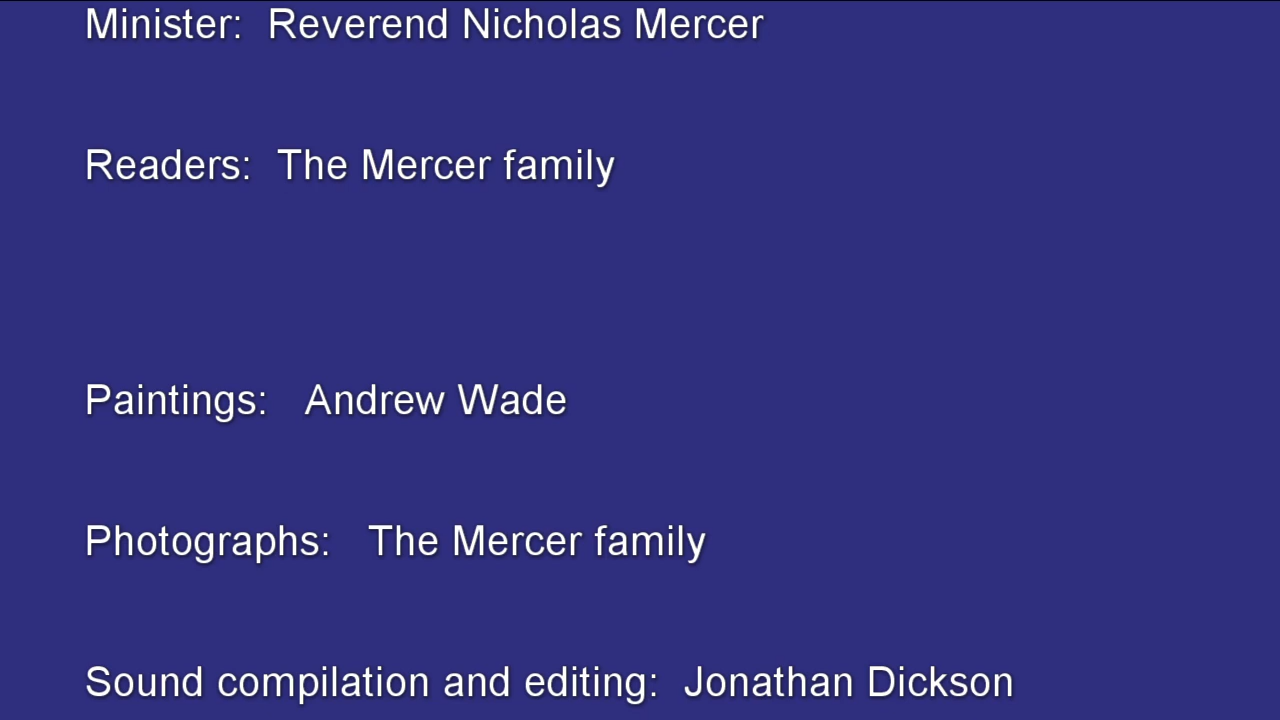 Minister:  Reverend Nicholas Mercer
Readers:  The Mercer family
Paintings:   Andrew Wade
Photographs:   The Mercer family
Sound compilation and editing:  Jonathan Dickson